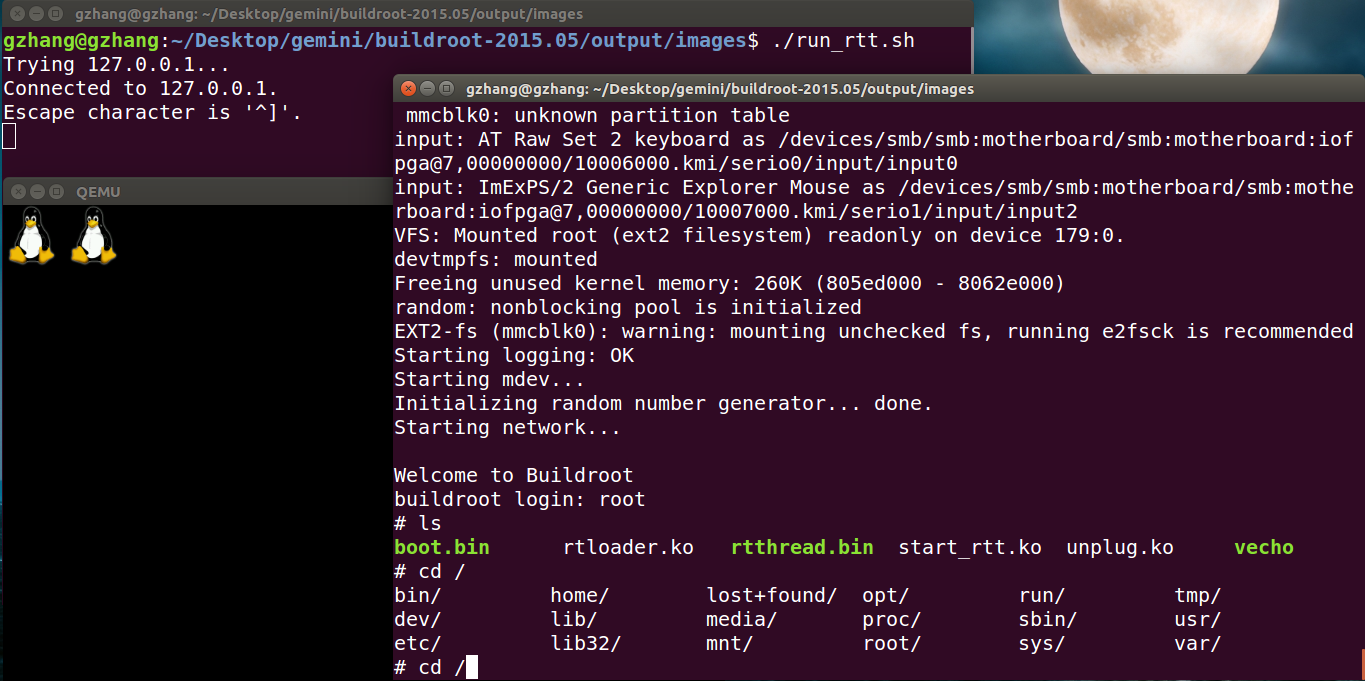 gzhang@gzhang: ~/Desktop/gemini/buildroot-2015.05/output/images
gzhang@gzhang:~/Desktop/gemini/buildroot-2015.05/output/images$ ./run_rtt.sh
Trying 127.0.0.1...
Connected to 127.0.0.1.
Escape character is '^]'.
QEMU
gzhang@gzhang: ~/Desktop/gemini/buildroot-2015.05/output/images
mmcblk0: unknown partition table
input: AT Raw Set 2 keyboard as /devices/smb/smb:motherboard/smb:motherboard:iof
pga@7,00000000/10006000.kmi/serio0/input/input0
input: ImExPS/2 Generic Explorer Mouse as /devices/smb/smb:motherboard/smb:mothe
rboard:iofpga@7,00000000/10007000.kmi/serio1/input/input2
VFS: Mounted root (ext2 filesystem) readonly on device 179:0.
devtmpfs: mounted
Freeing unused kernel memory: 260K (805ed000 - 8062e000)
random: nonblocking pool is initialized
EXT2-fs (mmcblk0): warning: mounting unchecked fs, running e2fsck is recommended
Starting logging: OK
Starting mdev...
Initializing random number generator... done.
Starting network...
Welcome to Buildroot
buildroot login: root
# ls
boot.bin rtloader.ko rtthread.bin start_rtt.ko unplug.ko vecho
# cd /
bin/ home/ lost+found/ opt/ run/ tmp/
dev/ lib/ media/ proc/ sbin/ usr/
etc/ lib32/ mnt/ root/ sys/ var/
# cd /